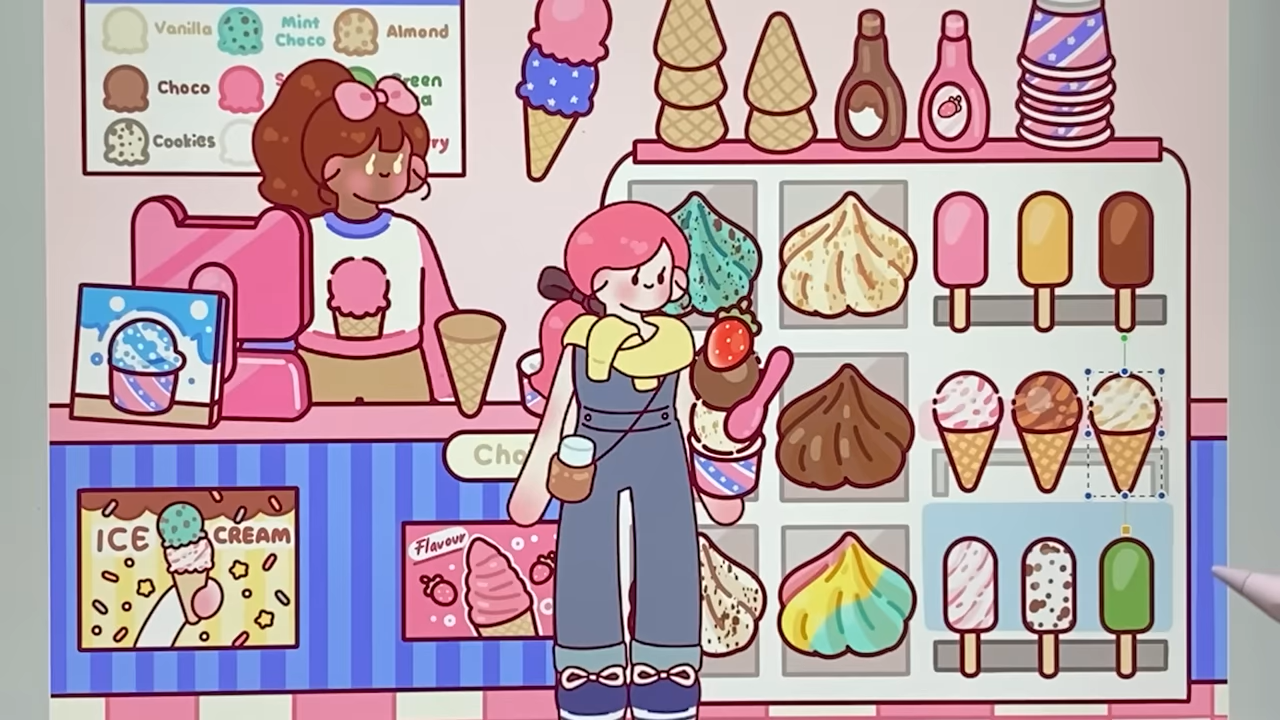 Vanilla
Mint
Choco
Almond
Choco
Cookies
ICE CREAM
Flavour